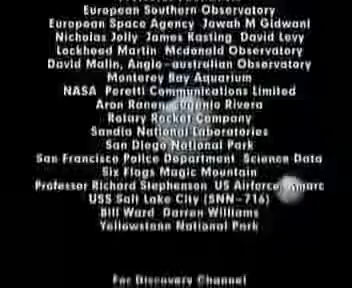 European Southern Observatory
European Space Agency Jawah M Gidwani
Nicholas Jolly James Kasting David Levy
Lockheed Martin Mcdonald Observatory
David Malin, Anglo-australian Observatory
Monterey Bay Aquarium
NASA Peretti Communications Limited
Aron Ranen Eugenio Rivera
Rotary Rocket Company
Sandia National Laboratories
San Diego National Park
San Francisco Police Department Science Data
Six Flags Magic Mountain
Professor Richard Stephenson US Airforce
USS Salt Lake City (SNN-716)
Bill Ward Darren Williams
Yellowstone National Park
For Discovery Channel